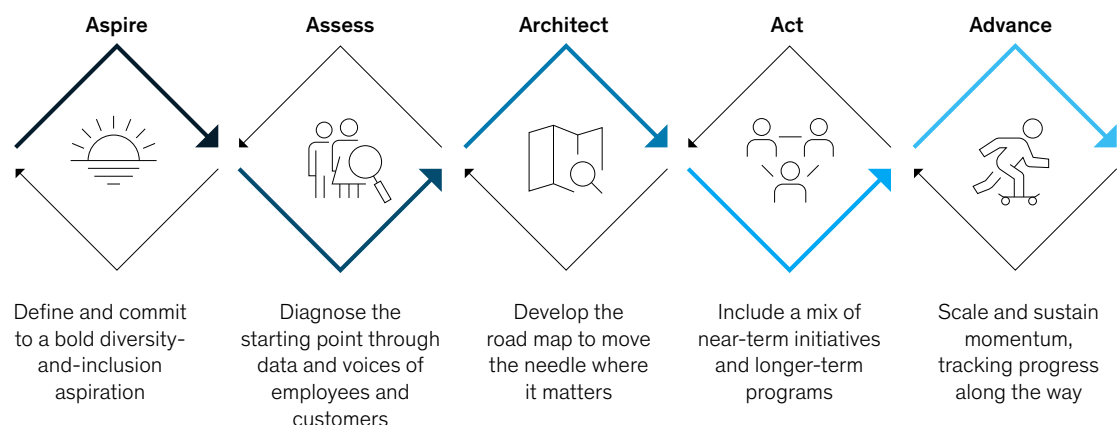 Aspire
Define and commit
to a bold diversity-
and-inclusion
aspiration
Assess
Diagnose the
starting point through
data and voices of
employees and
customers
Architect
Develop the
road map to move
the needle where
it matters
Act
Include a mix of
near-term initiatives
and longer-term
programs
Advance
Scale and sustain
momentum,
tracking progress
along the way